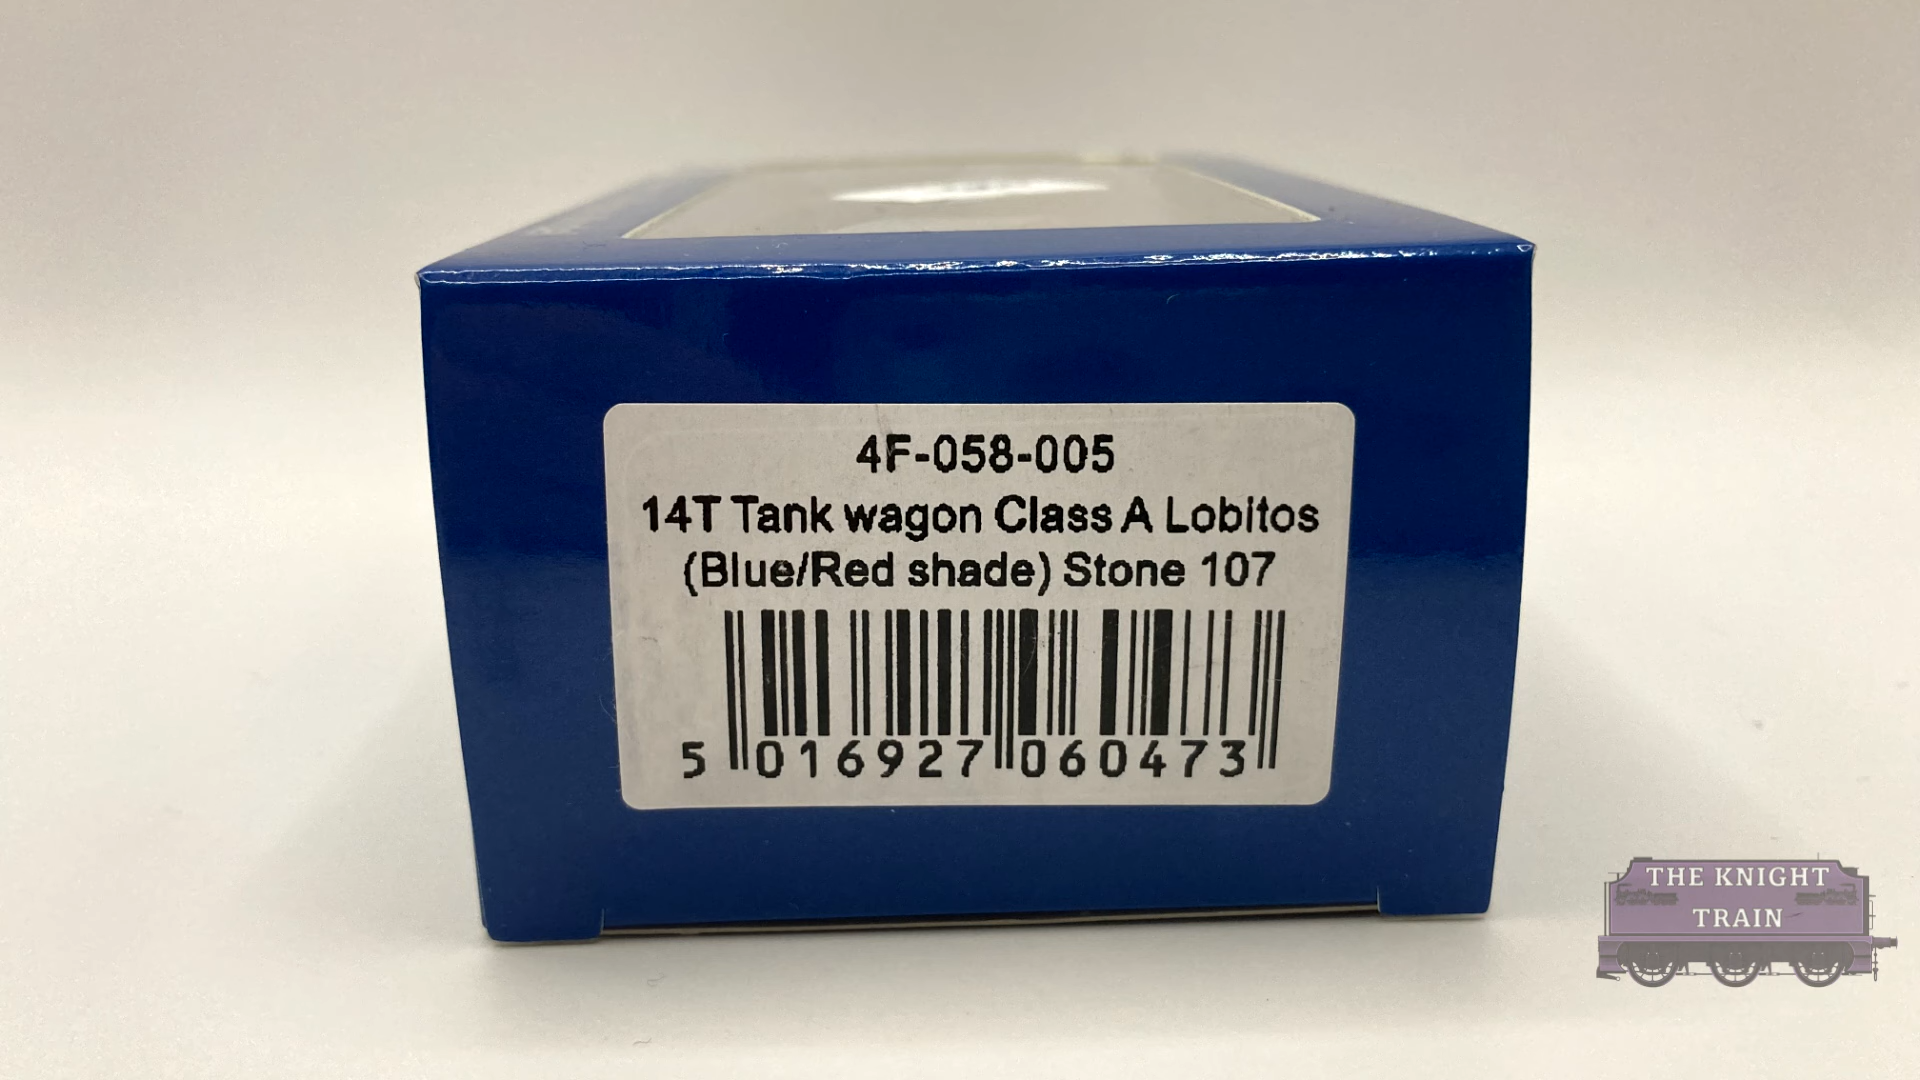 4F-058-005
14T Tank wagon Class A Lobitos
(Blue/Red shade) Stone 107
5 016927 060473
THE KNIGHT
TRAIN